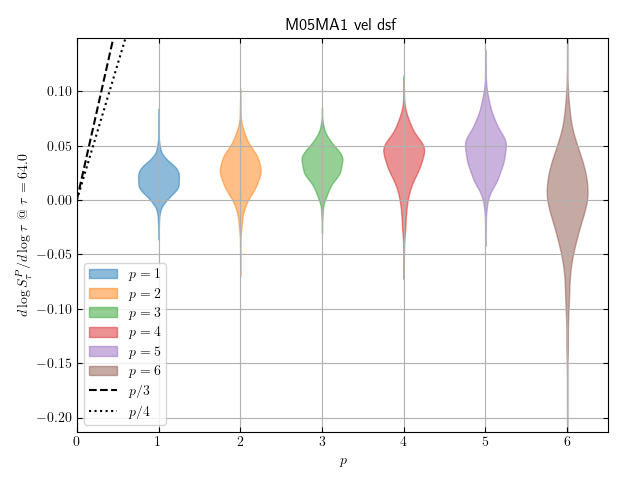 M05MA1 vel dsf
d log S_τ^P / d log τ @ τ = 64.0
0.10
0.05
0.00
−0.05
−0.10
−0.15
−0.20
p = 1
p = 2
p = 3
p = 4
p = 5
p = 6
p/3
p/4
0 1 2 3 4 5 6
p